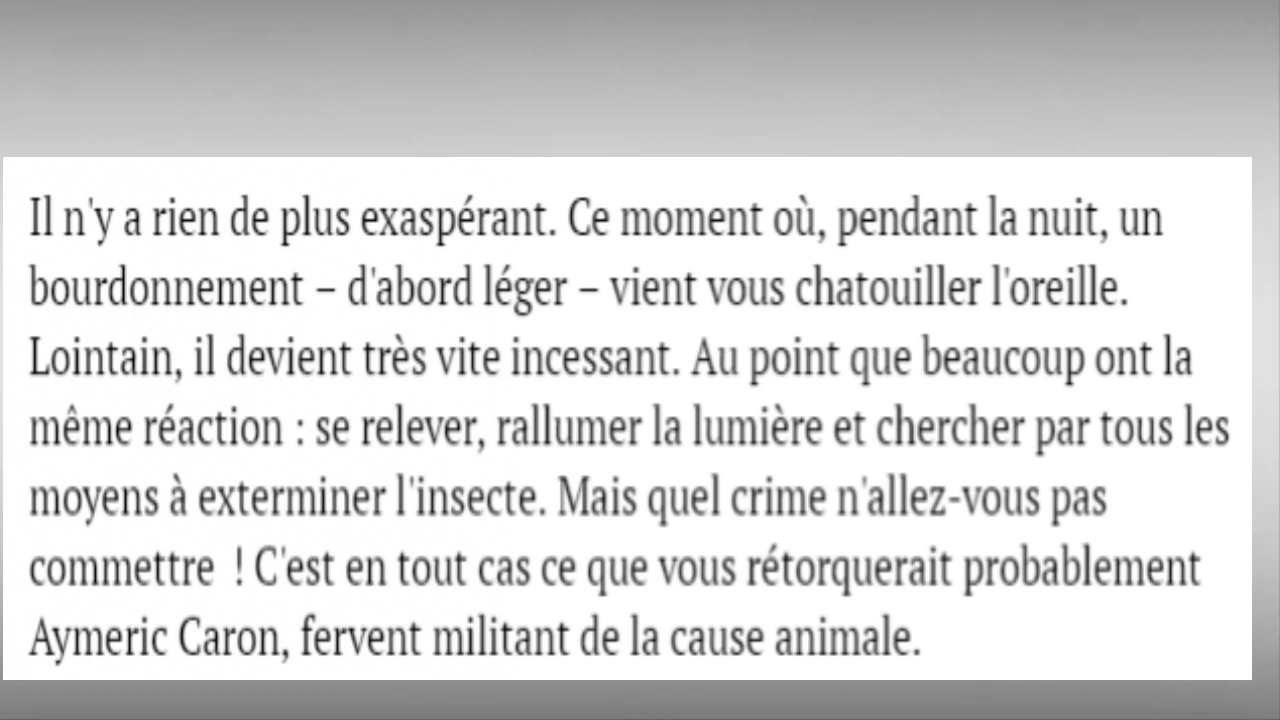 Il n'y a rien de plus exaspérant. Ce moment où, pendant la nuit, un
bourdonnement – d'abord léger – vient vous chatouiller l'oreille.
Lointain, il devient très vite incessant. Au point que beaucoup ont la
même réaction : se relever, rallumer la lumière et chercher par tous les
moyens à exterminer l'insecte. Mais quel crime n'allez-vous pas
commettre  ! C'est en tout cas ce que vous rétorquerait probablement
Aymeric Caron, fervent militant de la cause animale.